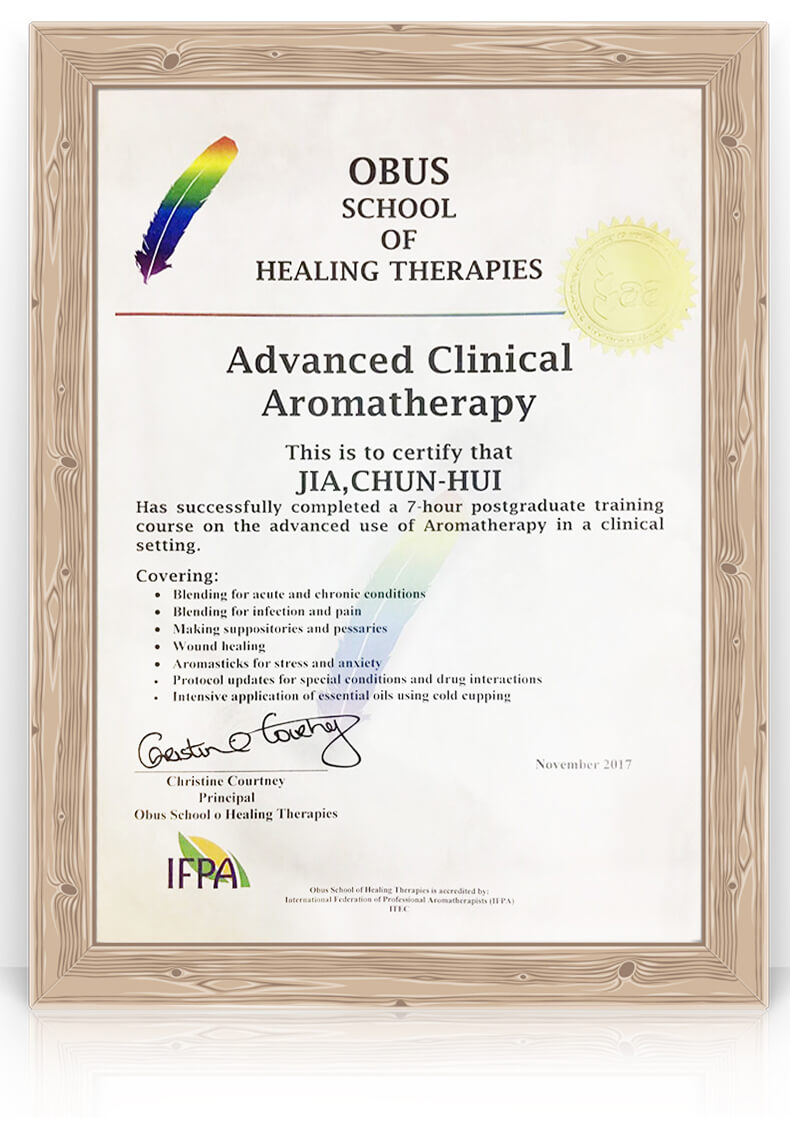 OBUS
SCHOOL
OF
HEALING THERAPIES
aa
Advanced Clinical
Aromatherapy
This is to certify that
JIA,CHUN-HUI
Has successfully completed a 7-hour postgraduate training
course on the advanced use of Aromatherapy in a clinical
setting.
Covering:
• Blending for acute and chronic conditions
• Blending for infection and pain
• Making suppositories and pessaries
• Wound healing
• Aromasticks for stress and anxiety
• Protocol updates for special conditions and drug interactions
• Intensive application of essential oils using cold cupping
Christine Courtney
November 2017
Christine Courtney
Principal
Obus School o Healing Therapies
IFPA
Obus School of Healing Therapies is accredited by:
International Federation of Professional Aromatherapists (IFPA)
ITEC